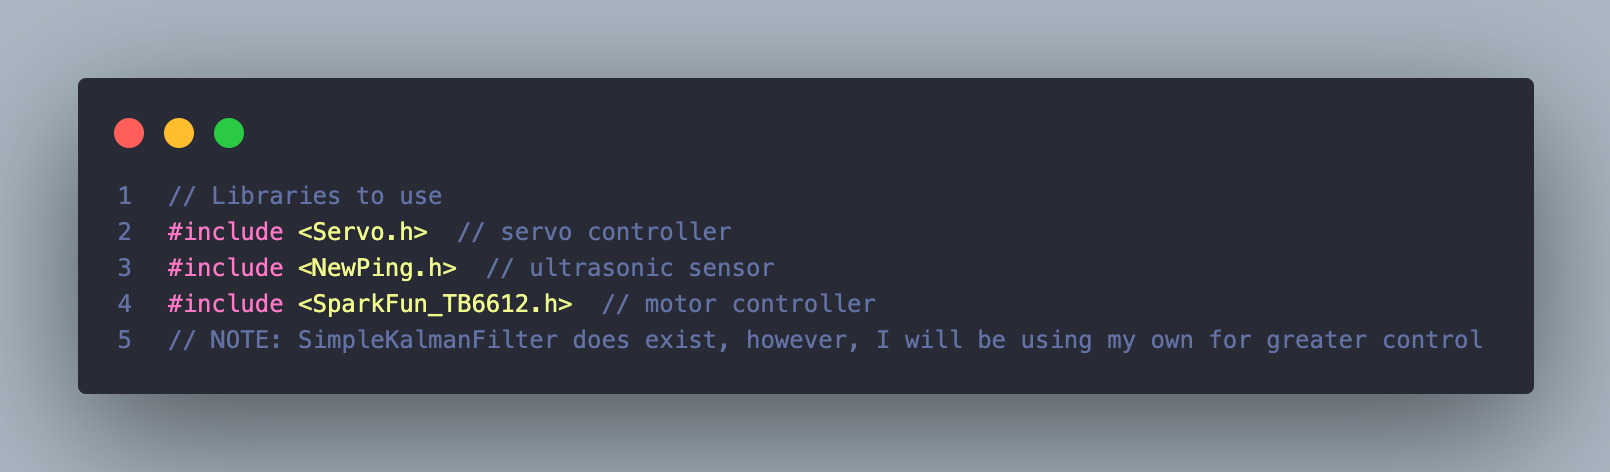 1 // Libraries to use
2 #include <Servo.h>  // servo controller
3 #include <NewPing.h>  // ultrasonic sensor
4 #include <SparkFun_TB6612.h>  // motor controller
5 // NOTE: SimpleKalmanFilter does exist, however, I will be using my own for greater control